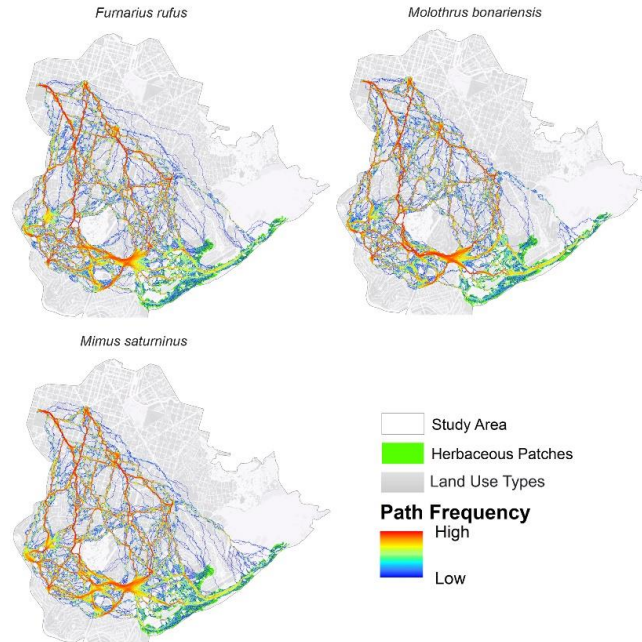 Furnarius rufus
Molothrus bonariensis
Mimus saturninus
Study Area
Herbaceous Patches
Land Use Types
Path Frequency
High
Low